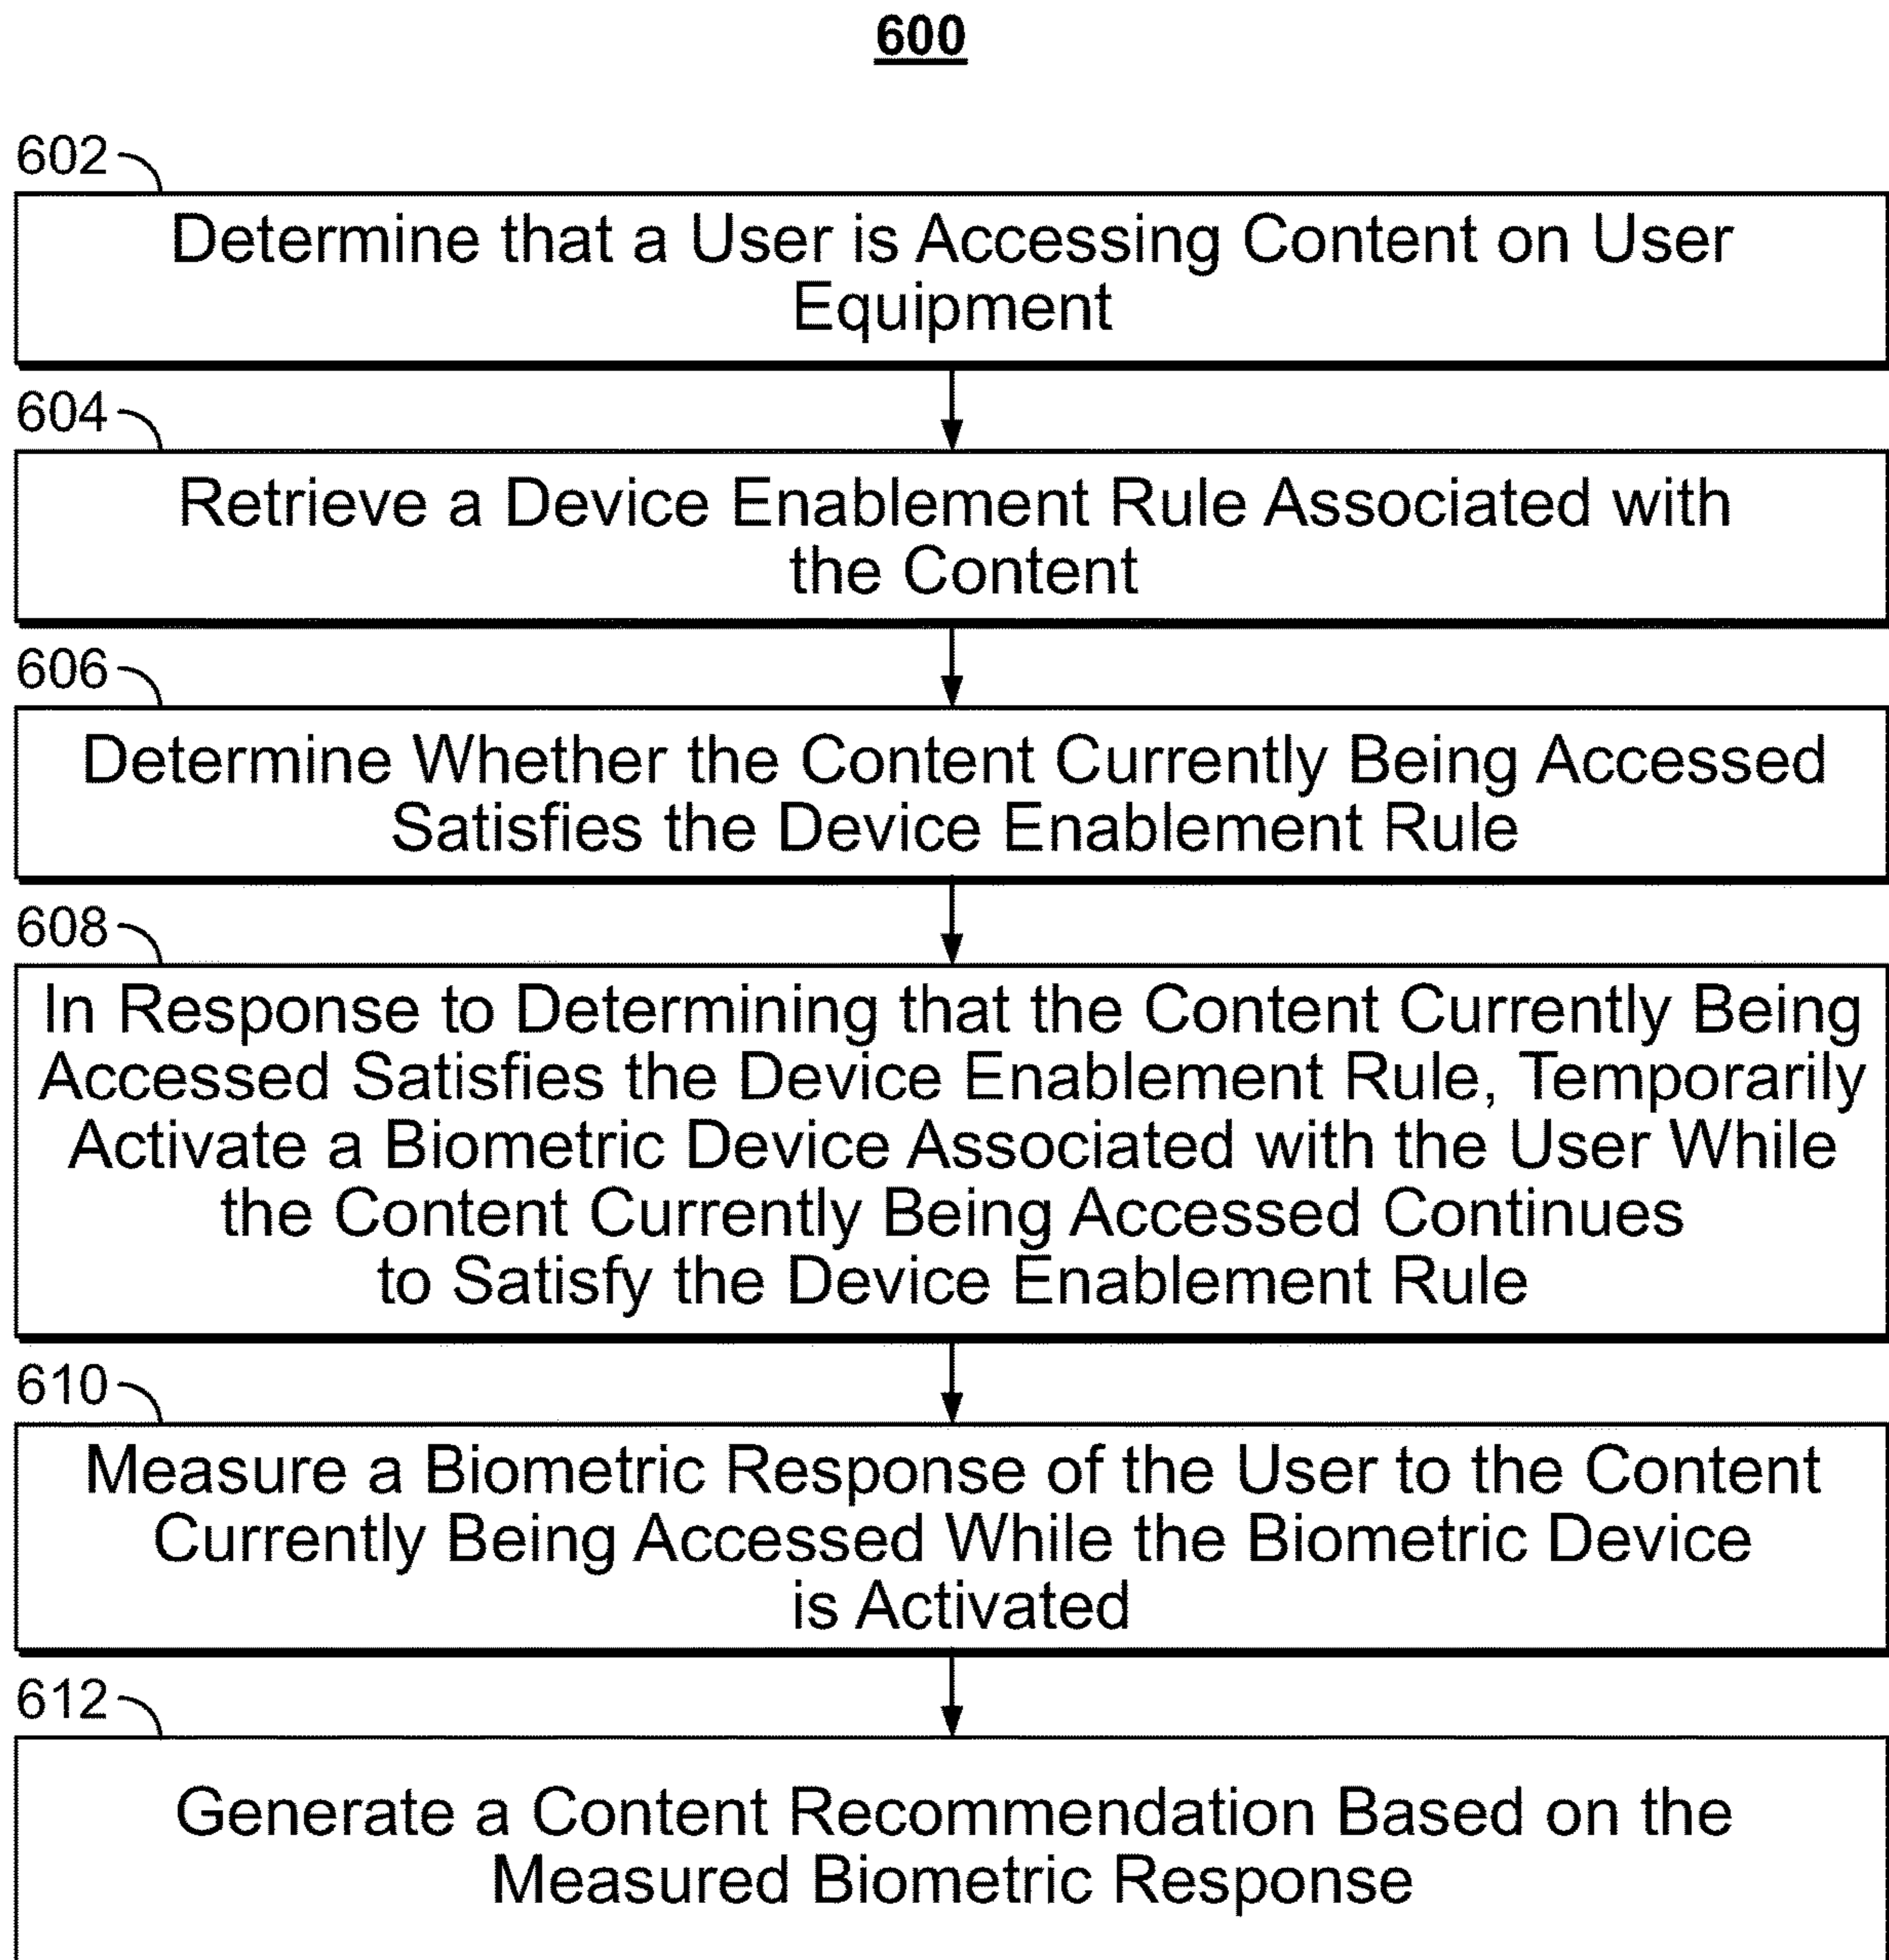 600
602
Determine that a User is Accessing Content on User
Equipment
604
Retrieve a Device Enablement Rule Associated with
the Content
606
Determine Whether the Content Currently Being Accessed
Satisfies the Device Enablement Rule
608
In Response to Determining that the Content Currently Being
Accessed Satisfies the Device Enablement Rule, Temporarily
Activate a Biometric Device Associated with the User While
the Content Currently Being Accessed Continues
to Satisfy the Device Enablement Rule
610
Measure a Biometric Response of the User to the Content
Currently Being Accessed While the Biometric Device
is Activated
612
Generate a Content Recommendation Based on the
Measured Biometric Response